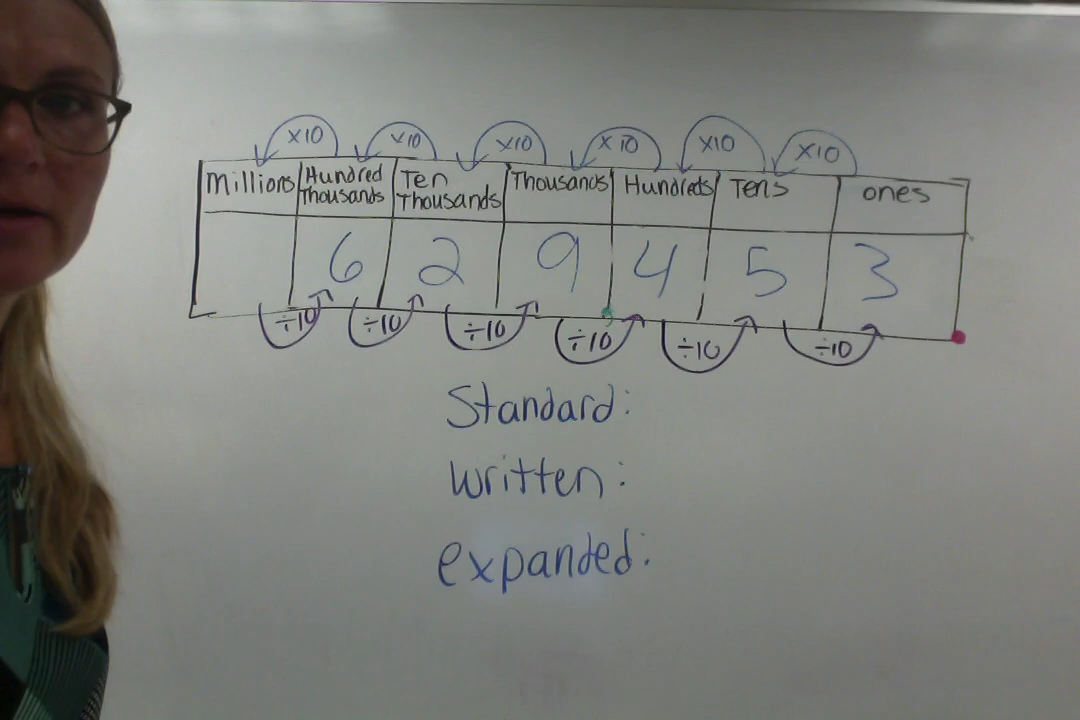 x10 x10 x10 x10 x10 x10
Millions Hundred Thousands Ten Thousands Thousands Hundreds Tens ones
6 2 9 4 5 3
÷10 ÷10 ÷10 ÷10 ÷10 ÷10
Standard:
written:
expanded: